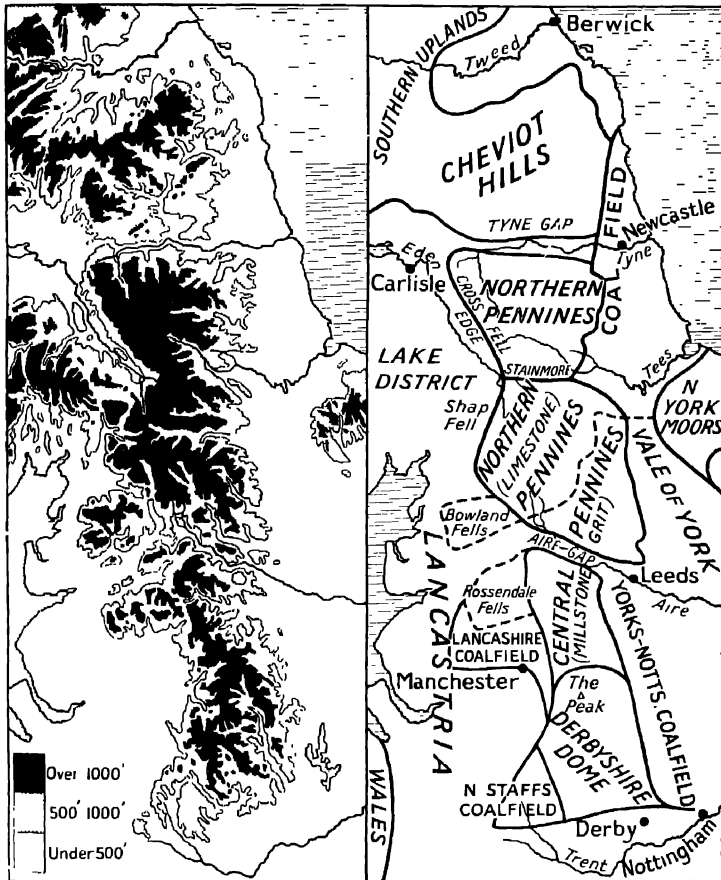 Over 1000'
500' 1000'
Under 500'
SOUTHERN UPLANDS
Tweed
Berwick
CHEVIOT
HILLS
TYNE GAP
COAL FIELD
Newcastle
Tyne
Eden
Carlisle
CROSS FELL
EDGE
NORTHERN
PENNINES
LAKE
DISTRICT
STAINMORE
Tees
Shap
Fell
N
YORK
MOORS
NORTHERN
(LIMESTONE)
PENNINES
VALE OF YORK
Bowland
Fells
AIRE-GAP
Leeds
Aire
LANCASTRIA
Rossendale
Fells
CENTRAL PENNINES
(MILLSTONE GRIT)
YORKS-NOTTS. COALFIELD
LANCASHIRE
COALFIELD
Manchester
The
Peak
DERBYSHIRE
DOME
N STAFFS
COALFIELD
WALES
Derby
Trent
Nottingham